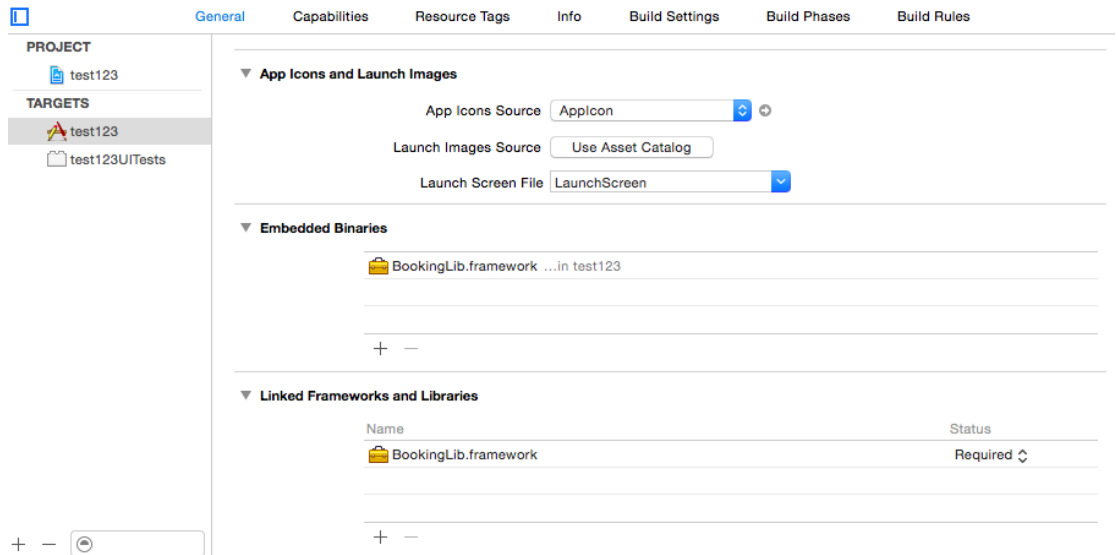 General Capabilities Resource Tags Info Build Settings Build Phases Build Rules
PROJECT
test123
TARGETS
test123
test123UITests
App Icons and Launch Images
App Icons Source AppIcon
Launch Images Source Use Asset Catalog
Launch Screen File LaunchScreen
Embedded Binaries
BookingLib.framework ...in test123
+ —
Linked Frameworks and Libraries
Name Status
BookingLib.framework Required
+ —
+ —